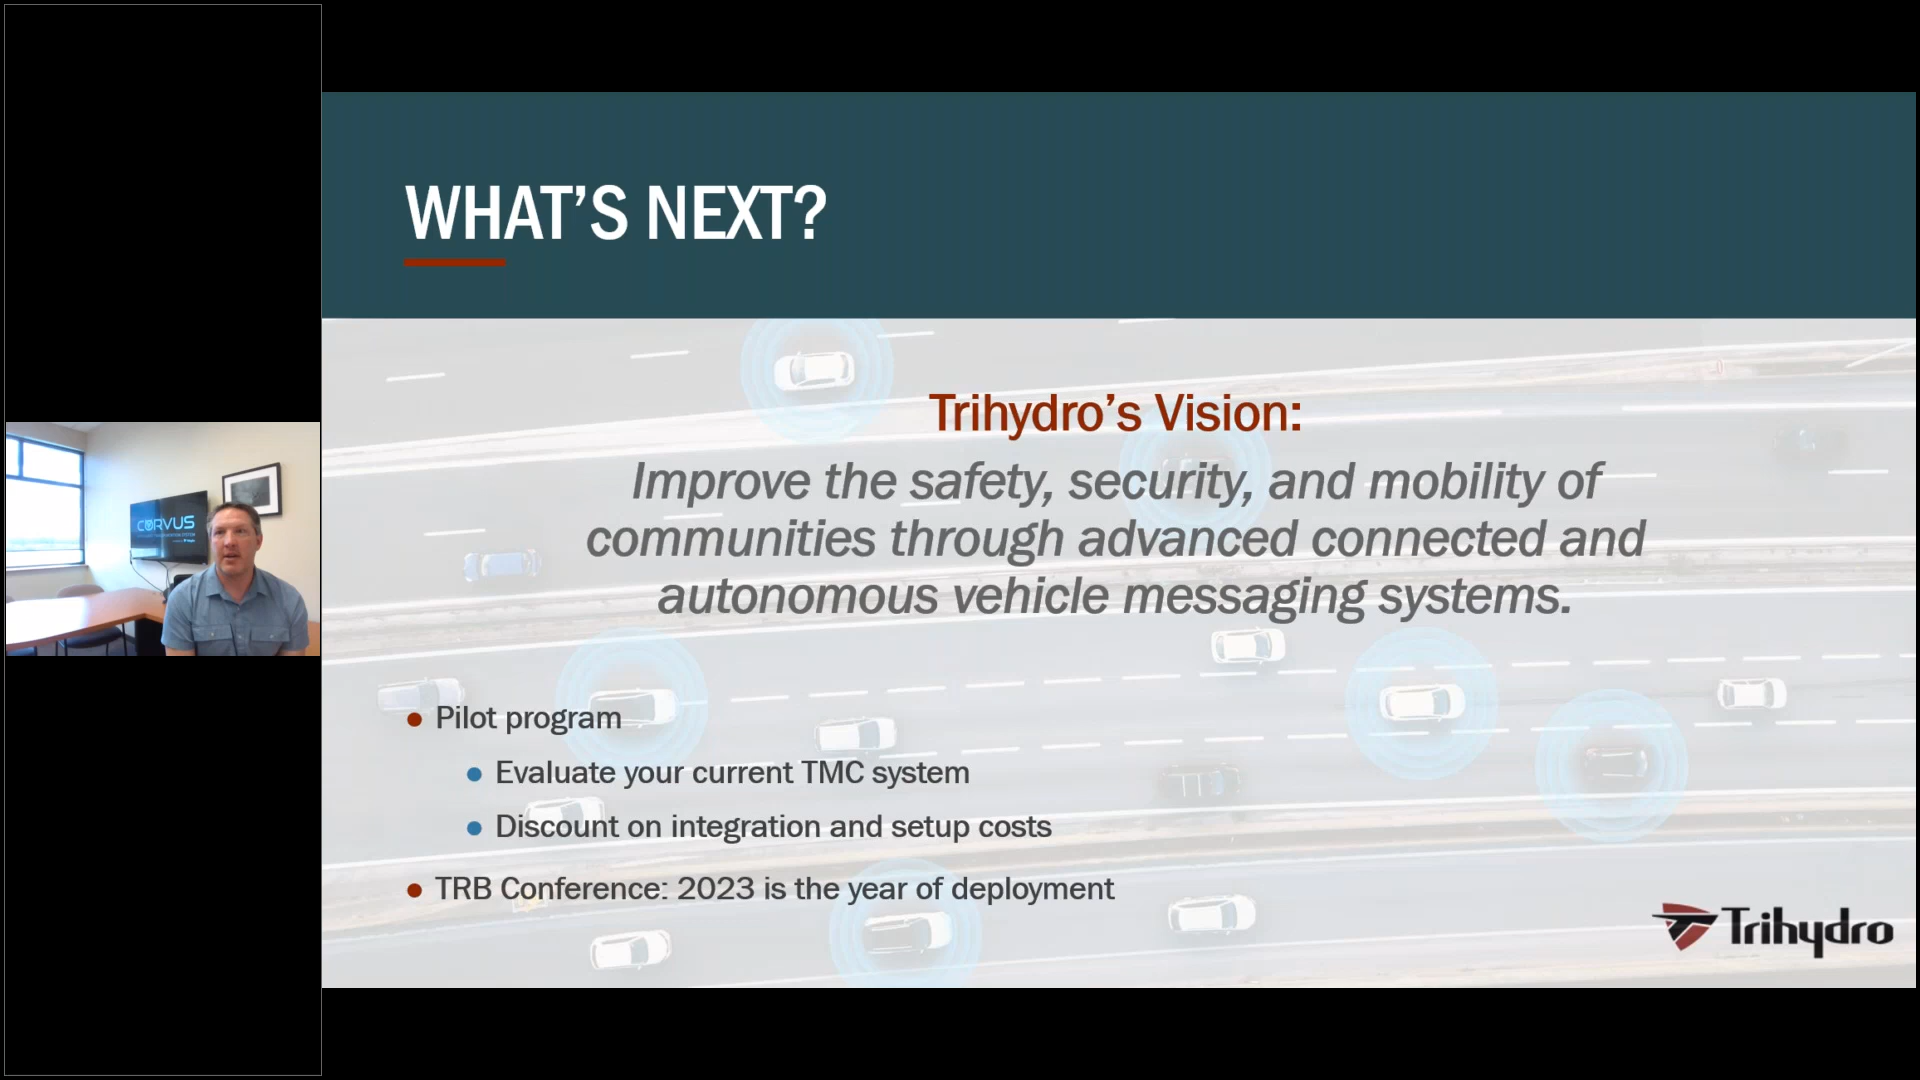 WHAT’S NEXT?
Trihydro’s Vision:
Improve the safety, security, and mobility of
communities through advanced connected and
autonomous vehicle messaging systems.
Pilot program
Evaluate your current TMC system
Discount on integration and setup costs
TRB Conference: 2023 is the year of deployment
Trihydro
CORVUS